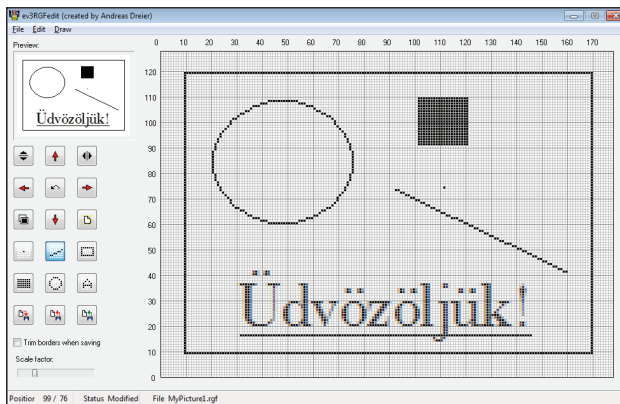 ev3RGFedit (created by Andreas Dreier)
File Edit Draw
Preview:
Üdvözöljük!
0 10 20 30 40 50 60 70 80 90 100 110 120 130 140 150 160 170
120
110
100
90
80
70
60
50
40
30
20
10
0
Üdvözöljük!
Trim borders when saving
Scale factor:
Position 99 / 76 Status Modified File MyPicture1.rgf